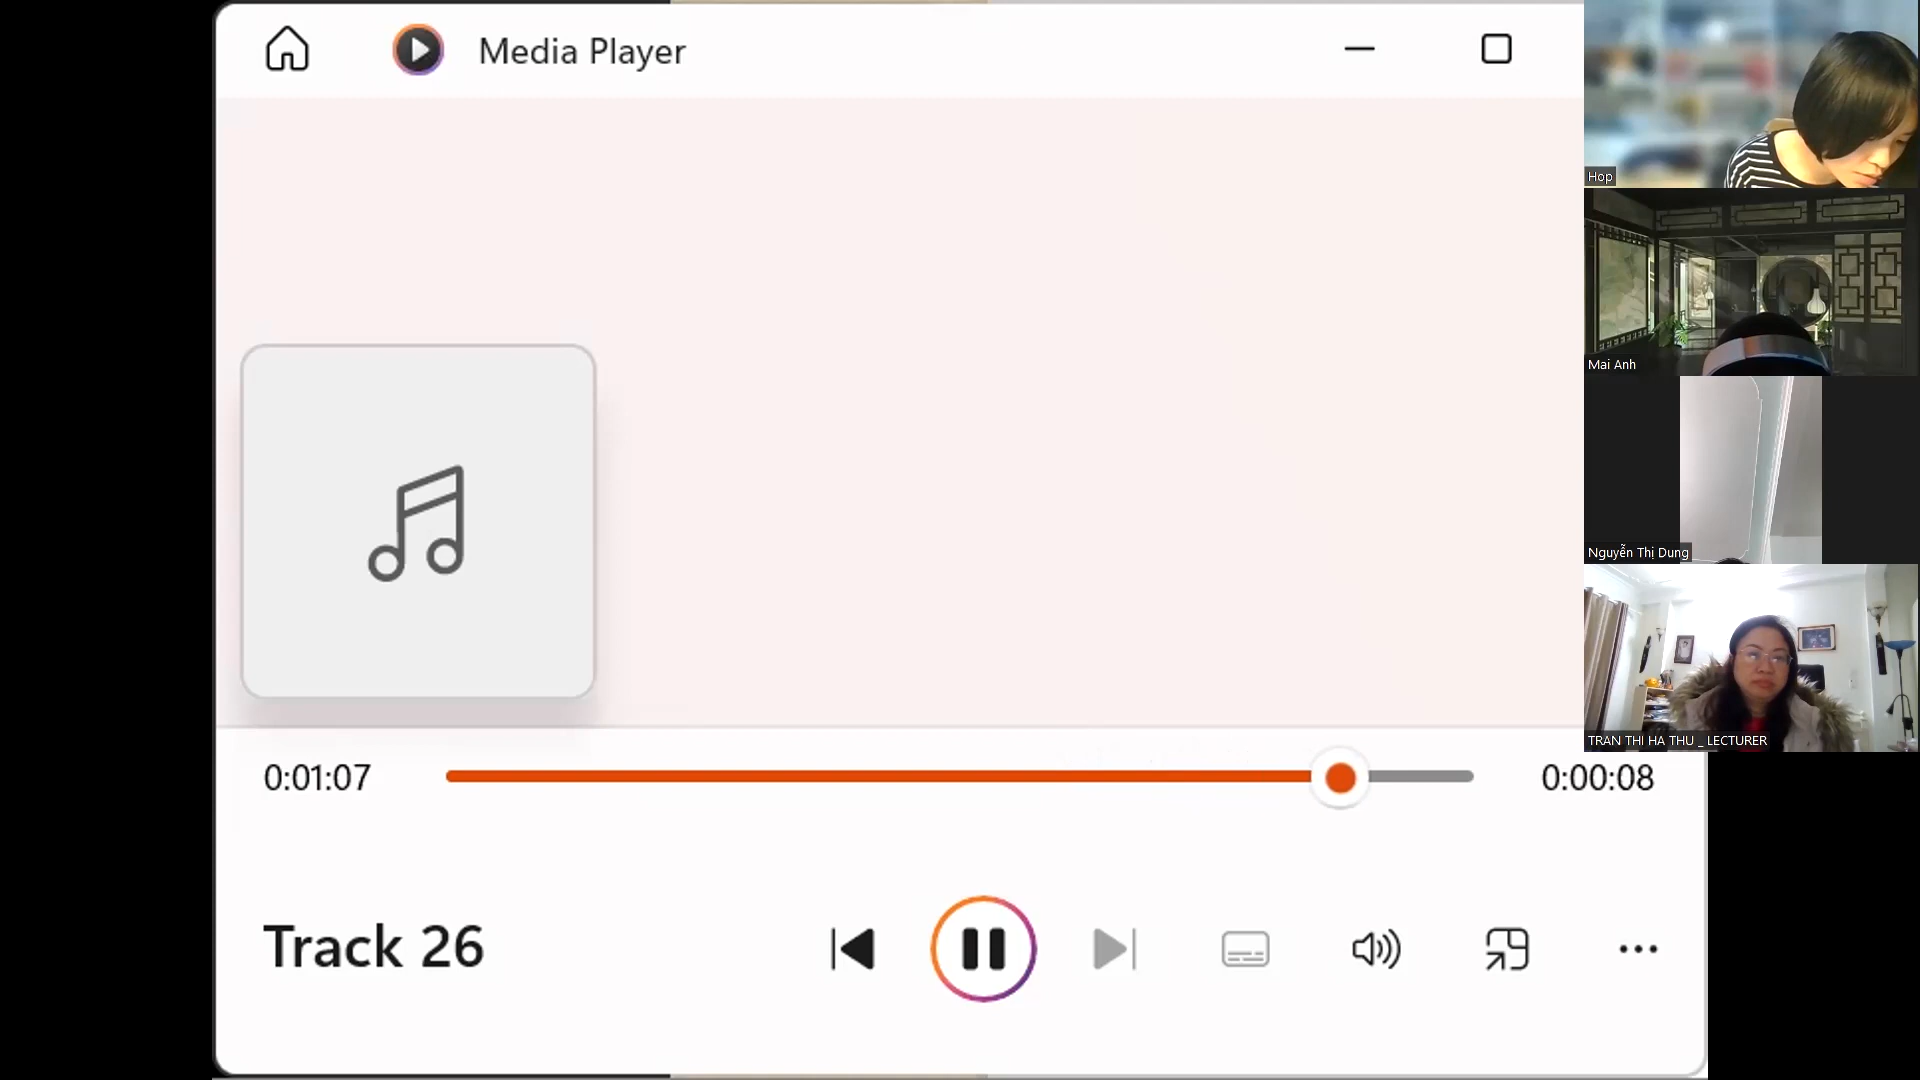 Media Player
Hop
Mai Anh
Nguyễn Thị Dung
TRAN THI HA THU _ LECTURER
0:01:07
0:00:08
Track 26